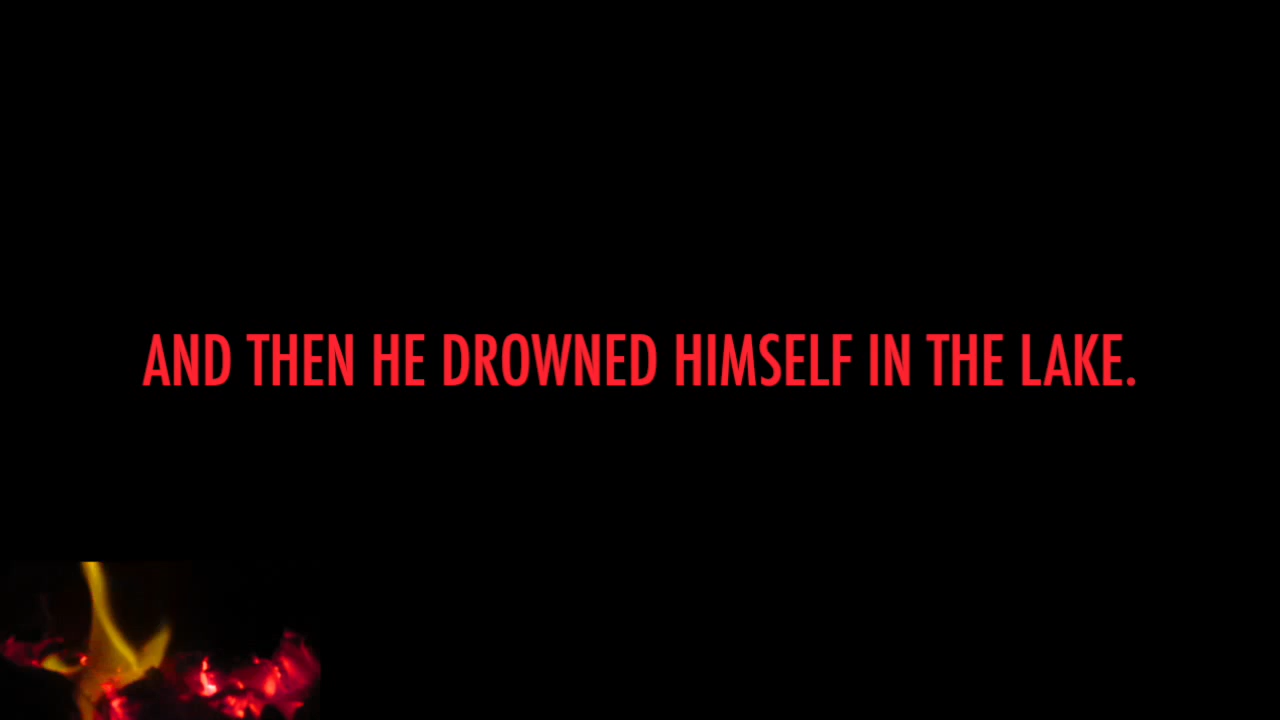 AND THEN HE DROWNED HIMSELF IN THE LAKE.